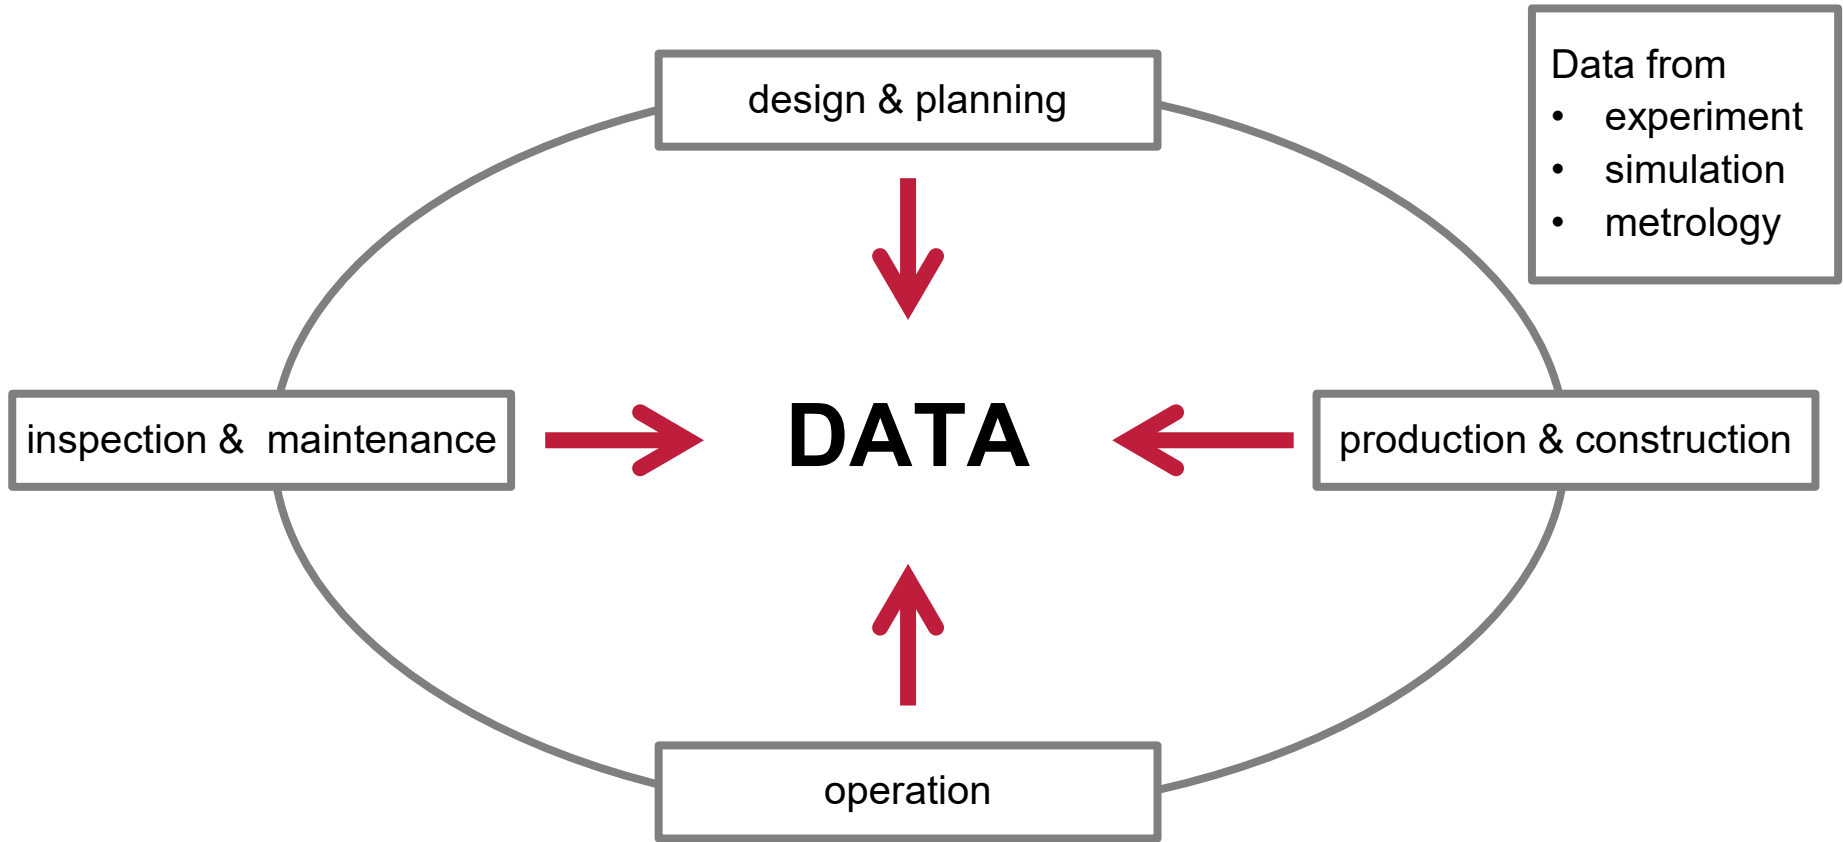 design & planning
Data from
• experiment
• simulation
• metrology
inspection &  maintenance
DATA
production & construction
operation